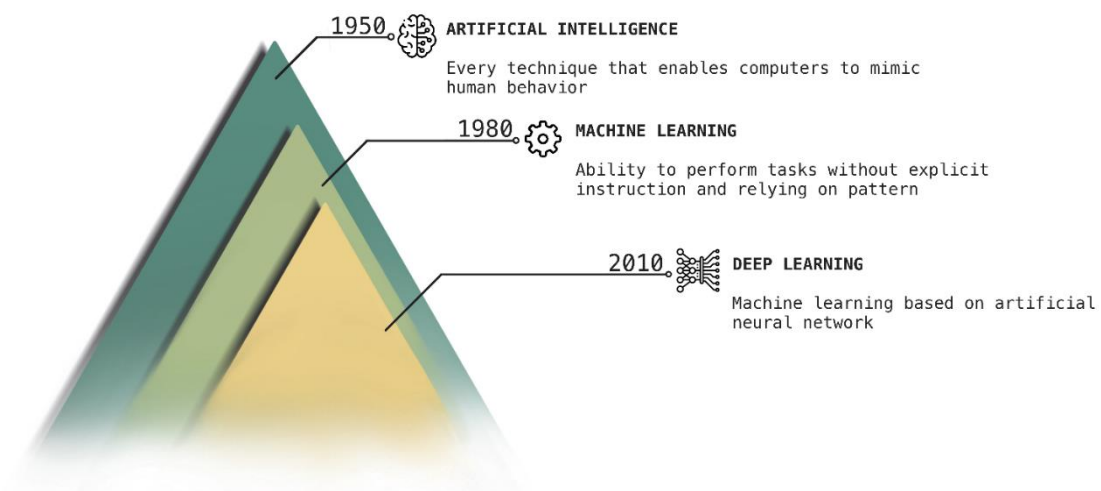 1950
ARTIFICIAL INTELLIGENCE
Every technique that enables computers to mimic
human behavior
1980
MACHINE LEARNING
Ability to perform tasks without explicit
instruction and relying on pattern
2010
DEEP LEARNING
Machine learning based on artificial
neural network